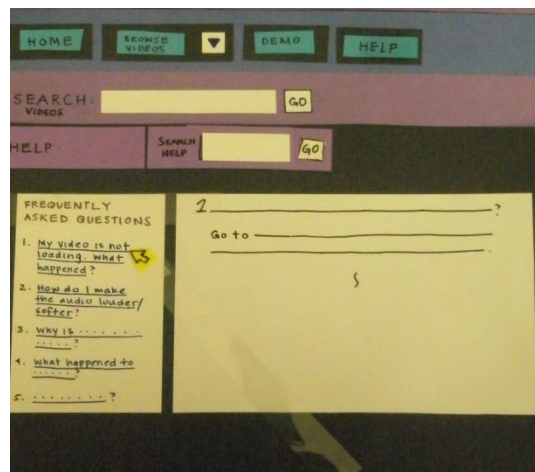 HOME
BROWSE
VIDEOS
DEMO
HELP
SEARCH:
VIDEOS
GO
HELP:
SEARCH
HELP
GO
FREQUENTLY
ASKED QUESTIONS
1. My video is not
loading. What
happened?
2. How do I make
the audio louder/
softer?
3. Why is .......
.....?
4. What happened to
......?
5. ........?
1 ?
Go to
.